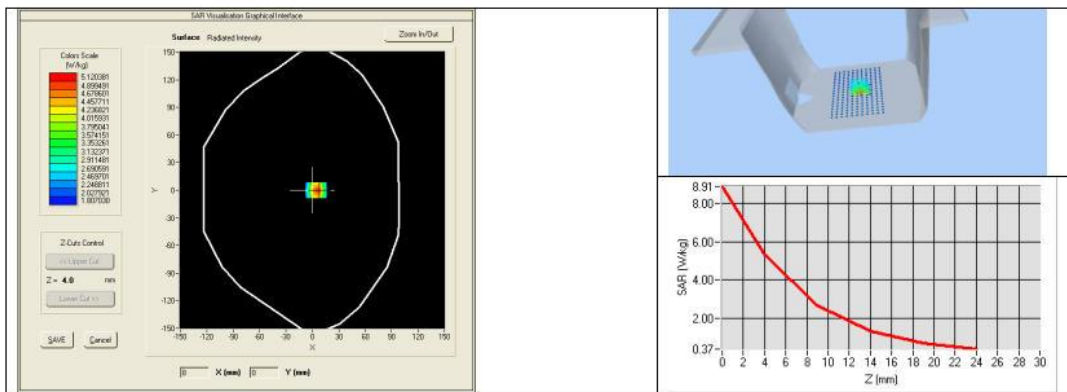 SAR Visualisation Graphical Interface
Surface Radiated Intensity
Zoom In/Out
Colors Scale
(W/kg)
5.120381
4.899491
4.678601
4.457711
4.236821
4.015931
3.795041
3.574151
3.353261
3.132371
2.911481
2.690591
2.469701
2.248811
2.027921
1.807030
Z-Cuts Control
<< Upper Cut
Z = 4.0 mm
Lower Cut >>
SAVE Cancel
150
120
90
60
30
0
-30
-60
-90
-120
-150
Y
-150 -120 -90 -60 -30 0 30 60 90 120 150
X
0 X (mm) 0 Y (mm)
8.91
8.00
6.00
4.00
2.00
0.37
SAR (W/kg)
0 2 4 6 8 10 12 14 16 18 20 22 24 26 28 30
Z (mm)